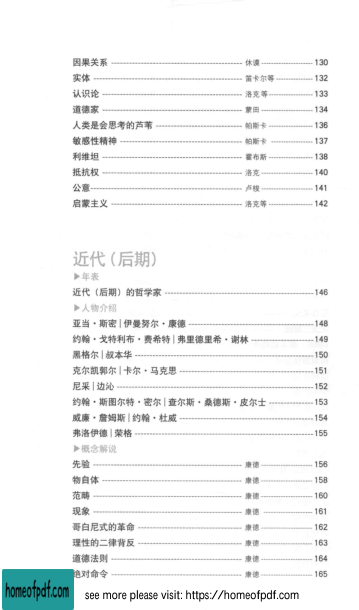 因果关系 休谟 130
实体 笛卡尔等 132
认识论 洛克等 133
道德家 蒙田 134
人类是会思考的芦苇 帕斯卡 136
敏感性精神 帕斯卡 137
利维坦 霍布斯 138
抵抗权 洛克 140
公意 卢梭 141
启蒙主义 洛克等 142
近代（后期）
▶年表
近代（后期）的哲学家 146
▶人物介绍
亚当・斯密|伊曼努尔・康德 148
约翰・戈特利布・费希特|弗里德里希・谢林 149
黑格尔|叔本华 150
克尔凯郭尔|卡尔・马克思 151
尼采|边沁 152
约翰・斯图尔特・密尔|查尔斯・桑德斯・皮尔士 153
威廉・詹姆斯|约翰・杜威 154
弗洛伊德|荣格 155
▶概念解说
先验 康德 156
物自体 康德 158
范畴 康德 160
现象 康德 161
哥白尼式的革命 康德 162
理性的二律背反 康德 163
道德法则 康德 164
绝对命令 康德 165
homeofpdf.com
see more please visit: https://homeofpdf.com